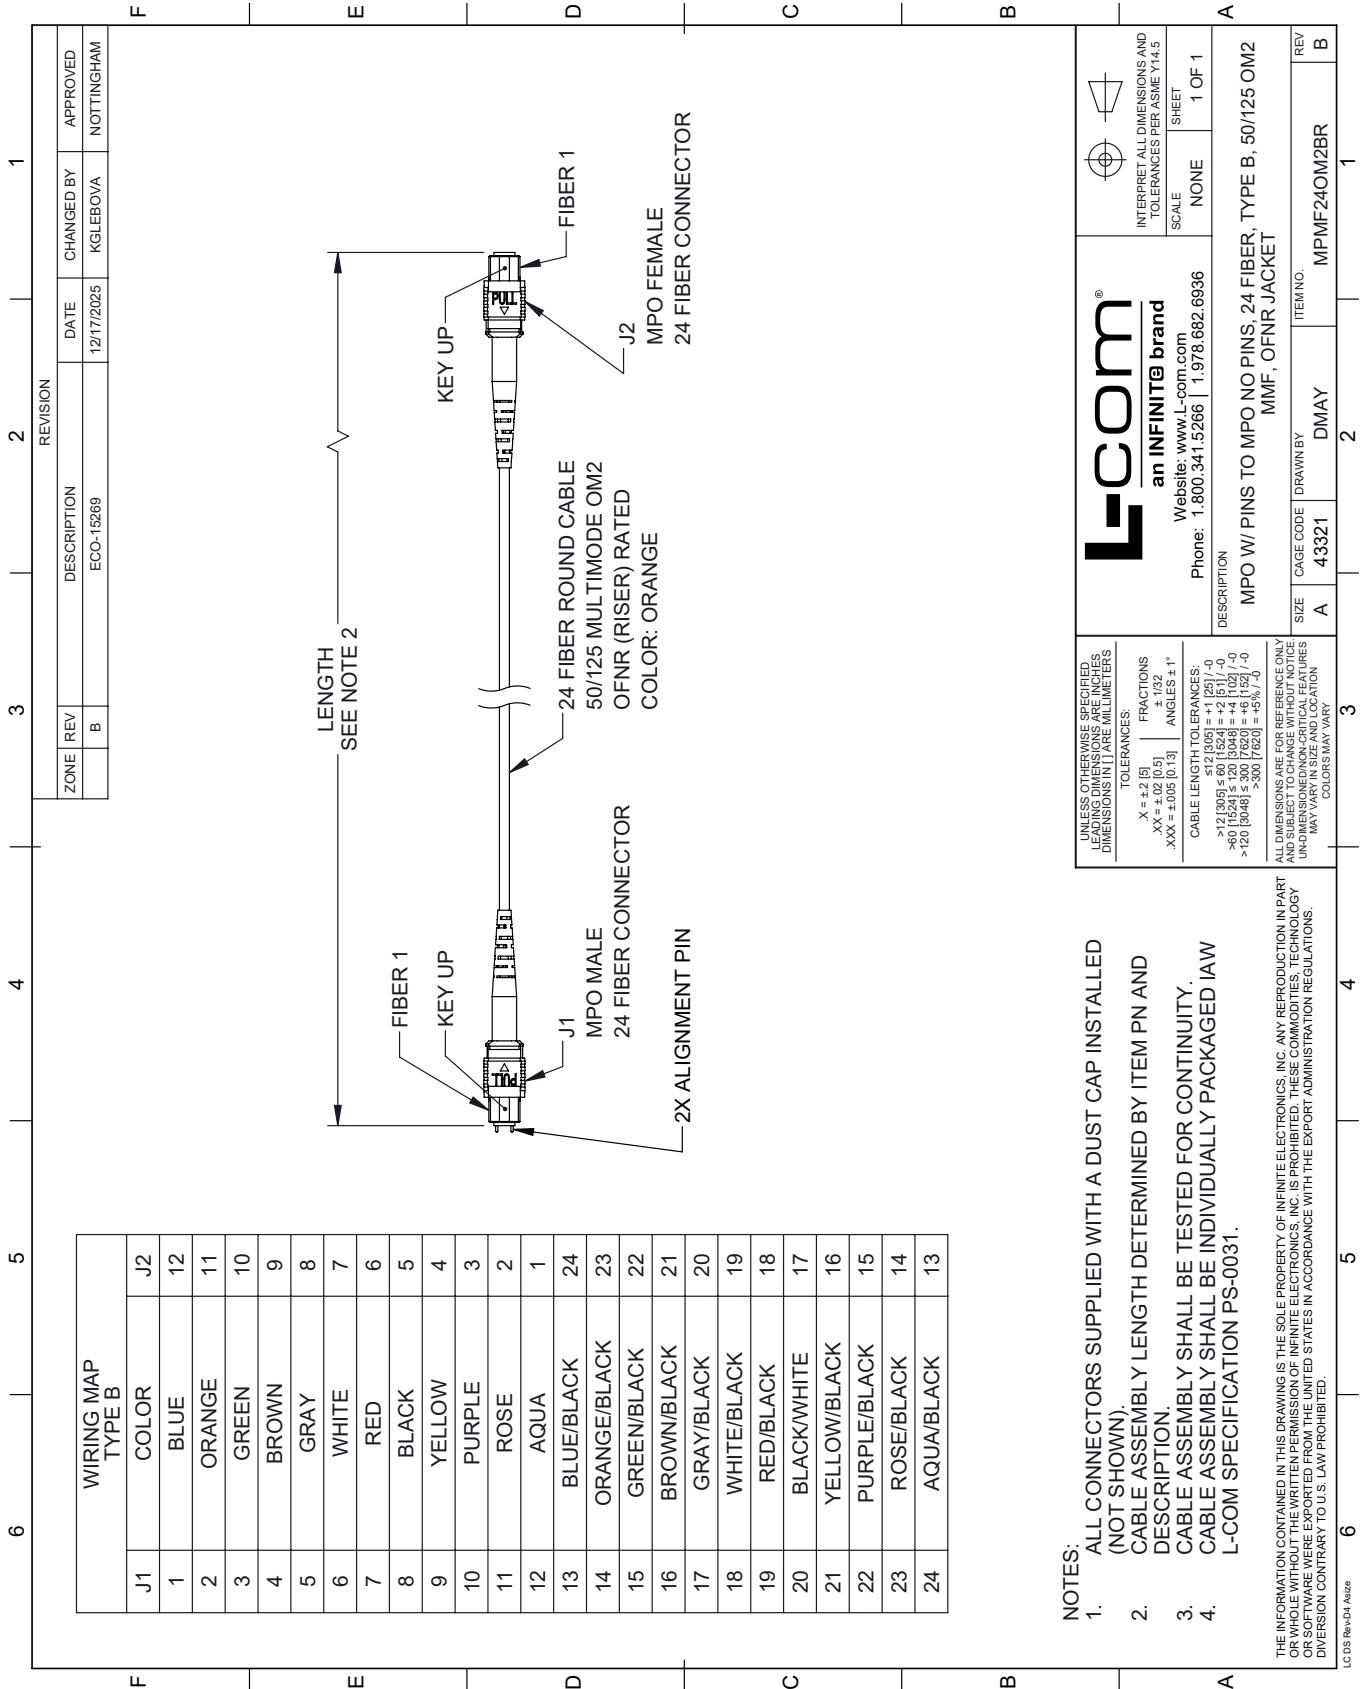 6
5
4
3
2
1
F
E
D
C
B
A
REVISION
ZONE
REV
DESCRIPTION
DATE
CHANGED BY
APPROVED
B
ECO-15269
12/17/2025
KGLEBOVA
NOTTINGHAM
WIRING MAP
TYPE B
J1 COLOR J2
1 BLUE 12
2 ORANGE 11
3 GREEN 10
4 BROWN 9
5 GRAY 8
6 WHITE 7
7 RED 6
8 BLACK 5
9 YELLOW 4
10 PURPLE 3
11 ROSE 2
12 AQUA 1
13 BLUE/BLACK 24
14 ORANGE/BLACK 23
15 GREEN/BLACK 22
16 BROWN/BLACK 21
17 GRAY/BLACK 20
18 WHITE/BLACK 19
19 RED/BLACK 18
20 BLACK/WHITE 17
21 YELLOW/BLACK 16
22 PURPLE/BLACK 15
23 ROSE/BLACK 14
24 AQUA/BLACK 13
LENGTH
SEE NOTE 2
FIBER 1
KEY UP
PULL
J1
MPO MALE
24 FIBER CONNECTOR
2X ALIGNMENT PIN
24 FIBER ROUND CABLE
50/125 MULTIMODE OM2
OFNR (RISER) RATED
COLOR: ORANGE
KEY UP
PULL
FIBER 1
J2
MPO FEMALE
24 FIBER CONNECTOR
NOTES:
1. ALL CONNECTORS SUPPLIED WITH A DUST CAP INSTALLED
(NOT SHOWN).
2. CABLE ASSEMBLY LENGTH DETERMINED BY ITEM PN AND
DESCRIPTION.
3. CABLE ASSEMBLY SHALL BE TESTED FOR CONTINUITY.
4. CABLE ASSEMBLY SHALL BE INDIVIDUALLY PACKAGED IAW
L-COM SPECIFICATION PS-0031.
THE INFORMATION CONTAINED IN THIS DRAWING IS THE SOLE PROPERTY OF INFINITE ELECTRONICS, INC. ANY REPRODUCTION IN PART
OR WHOLE WITHOUT THE WRITTEN PERMISSION OF INFINITE ELECTRONICS, INC. IS PROHIBITED. THESE COMMODITIES, TECHNOLOGY
OR SOFTWARE WERE EXPORTED FROM THE UNITED STATES IN ACCORDANCE WITH THE EXPORT ADMINISTRATION REGULATIONS.
DIVERSION CONTRARY TO U.S. LAW PROHIBITED.
UNLESS OTHERWISE SPECIFIED
LEADING DIMENSIONS ARE INCHES
DIMENSIONS IN [ ] ARE MILLIMETERS
TOLERANCES:
.X = ±.2 [5]
.XX = ±.02 [0.5]
.XXX = ±.005 [0.13]
FRACTIONS
± 1/32
ANGLES ± 1°
CABLE LENGTH TOLERANCES:
≤12 [305] = +1 [25] / -0
>12 [305] ≤ 60 [1524] = +2 [51] / -0
>60 [1524] ≤ 120 [3048] = +4 [102] / -0
>120 [3048] ≤ 300 [7620] = +6 [152] / -0
>300 [7620] = +5% / -0
ALL DIMENSIONS ARE FOR REFERENCE ONLY
AND SUBJECT TO CHANGE WITHOUT NOTICE.
UN-DIMENSIONED/NON-CRITICAL FEATURES
MAY VARY IN SIZE AND LOCATION
COLORS MAY VARY
L-com®
an INFINITE brand
Website: www.L-com.com
Phone: 1.800.341.5266 | 1.978.682.6936
INTERPRET ALL DIMENSIONS AND
TOLERANCES PER ASME Y14.5
SCALE
NONE
SHEET
1 OF 1
DESCRIPTION
MPO W/ PINS TO MPO NO PINS, 24 FIBER, TYPE B, 50/125 OM2
MMF, OFNR JACKET
SIZE
A
CAGE CODE
43321
DRAWN BY
DMAY
ITEM NO.
MPMF24OM2BR
REV
B
F
E
D
C
B
A
6
5
4
3
2
1
LC DS Rev-D4 Asize